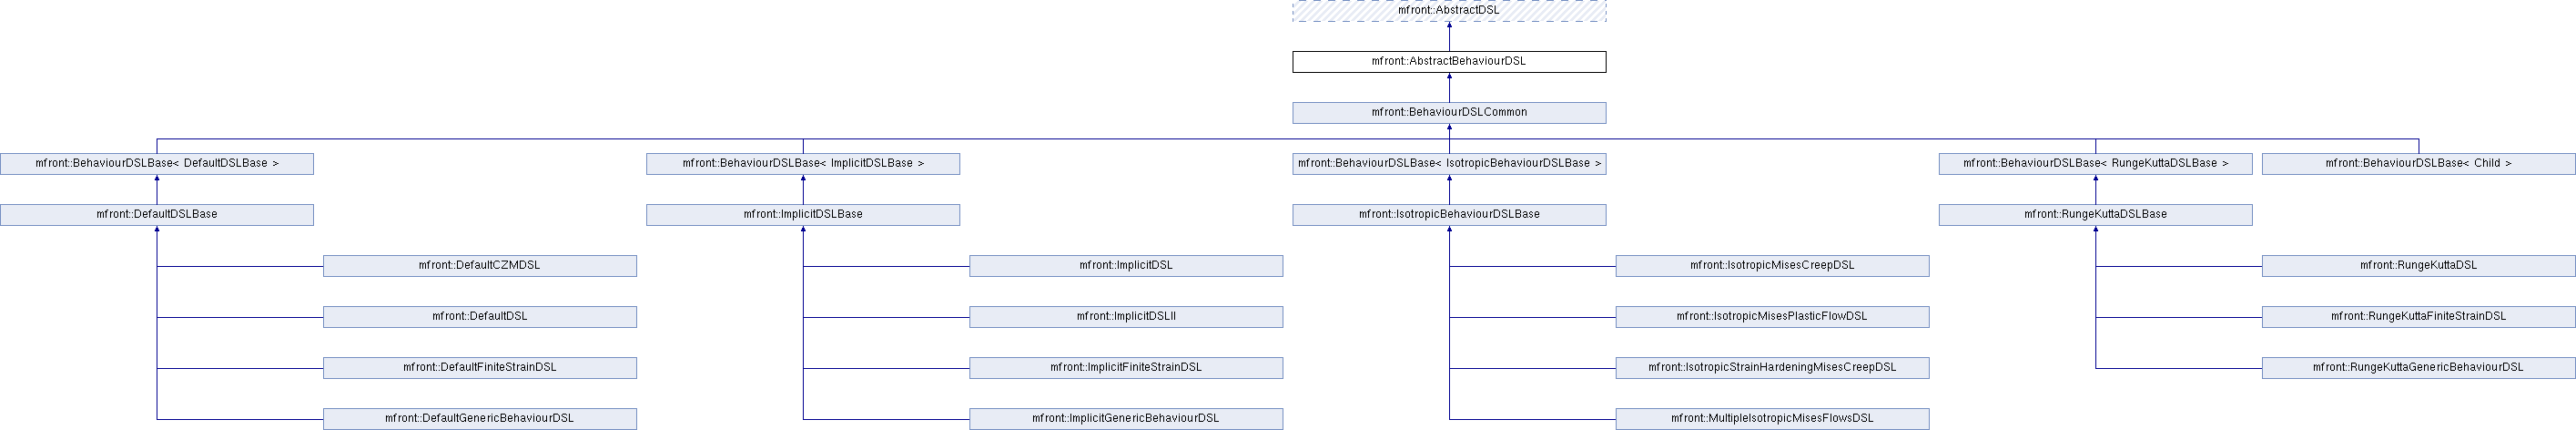 mfront::AbstractDSL
mfront::AbstractBehaviourDSL
mfront::BehaviourDSLCommon
mfront::BehaviourDSLBase< DefaultDSLBase >
mfront::BehaviourDSLBase< ImplicitDSLBase >
mfront::BehaviourDSLBase< IsotropicBehaviourDSLBase >
mfront::BehaviourDSLBase< RungeKuttaDSLBase >
mfront::BehaviourDSLBase< Child >
mfront::DefaultDSLBase
mfront::ImplicitDSLBase
mfront::IsotropicBehaviourDSLBase
mfront::RungeKuttaDSLBase
mfront::DefaultCZMDSL
mfront::ImplicitDSL
mfront::IsotropicMisesCreepDSL
mfront::RungeKuttaDSL
mfront::DefaultDSL
mfront::ImplicitDSLII
mfront::IsotropicMisesPlasticFlowDSL
mfront::RungeKuttaFiniteStrainDSL
mfront::DefaultFiniteStrainDSL
mfront::ImplicitFiniteStrainDSL
mfront::IsotropicStrainHardeningMisesCreepDSL
mfront::RungeKuttaGenericBehaviourDSL
mfront::DefaultGenericBehaviourDSL
mfront::ImplicitGenericBehaviourDSL
mfront::MultipleIsotropicMisesFlowsDSL